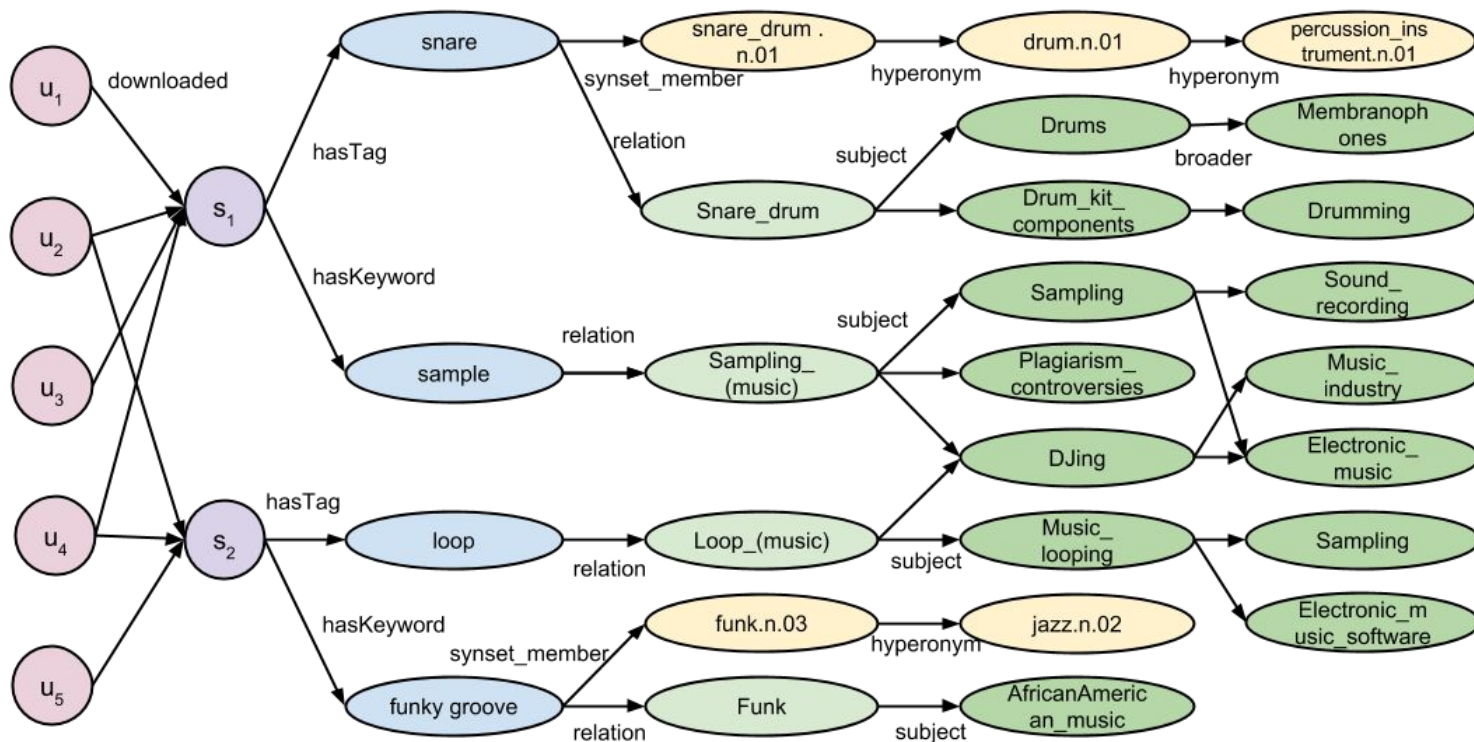 snare
snare_drum .
n.01
drum.n.01
percussion_ins
trument.n.01
synset_member
hyperonym
hyperonym
u1
downloaded
Drums
Membranoph
ones
relation
subject
broader
hasTag
s1
Snare_drum
Drum_kit_
components
Drumming
u2
hasKeyword
Sampling
Sound_
recording
relation
subject
u3
sample
Sampling_
(music)
Plagiarism_
controversies
Music_
industry
DJing
Electronic_
music
hasTag
u4
s2
loop
Loop_(music)
Music_
looping
Sampling
relation
subject
hasKeyword
funk.n.03
jazz.n.02
Electronic_m
usic_software
synset_member
hyperonym
u5
funky groove
Funk
AfricanAmeric
an_music
relation
subject